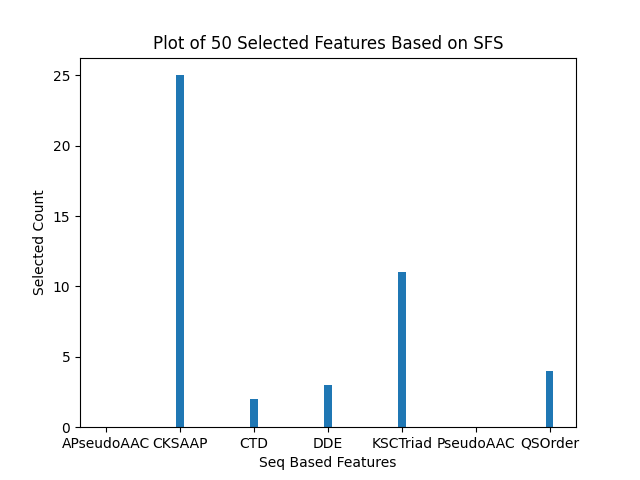 Plot of 50 Selected Features Based on SFS
25
20
15
10
5
0
Selected Count
APseudoAAC CKSAAP CTD DDE KSCTriad PseudoAAC QSOrder
Seq Based Features